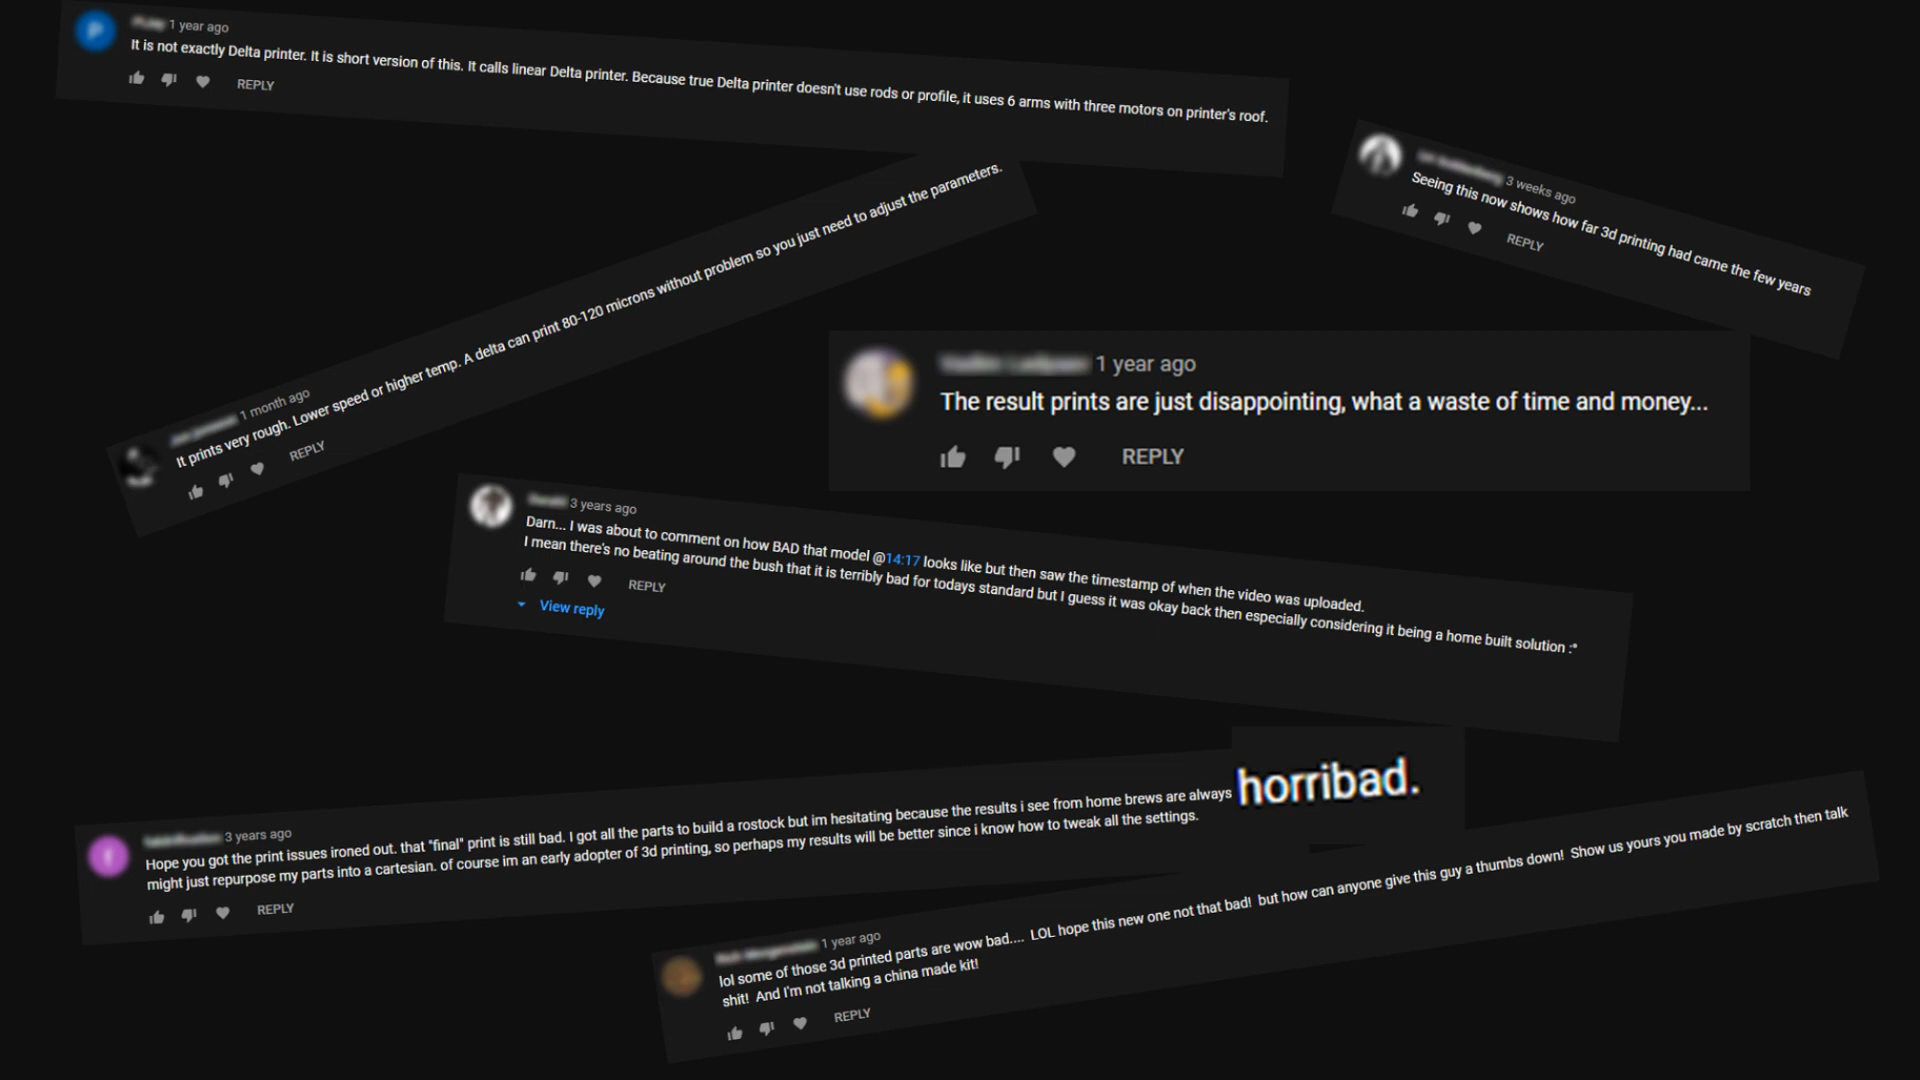 P
1 year ago
It is not exactly Delta printer. It is short version of this. It calls linear Delta printer. Because true Delta printer doesn't use rods or profile, it uses 6 arms with three motors on printer's roof.
REPLY
3 weeks ago
Seeing this now shows how far 3d printing had came the few years
REPLY
1 month ago
It prints very rough. Lower speed or higher temp. A delta can print 80-120 microns without problem so you just need to adjust the parameters.
REPLY
1 year ago
The result prints are just disappointing, what a waste of time and money...
REPLY
3 years ago
Darn... I was about to comment on how BAD that model @14:17 looks like but then saw the timestamp of when the video was uploaded.
I mean there's no beating around the bush that it is terribly bad for todays standard but I guess it was okay back then especially considering it being a home built solution :°
REPLY
View reply
3 years ago
Hope you got the print issues ironed out. that "final" print is still bad. I got all the parts to build a rostock but im hesitating because the results i see from home brews are always horribad.
might just repurpose my parts into a cartesian. of course im an early adopter of 3d printing, so perhaps my results will be better since i know how to tweak all the settings.
REPLY
1 year ago
lol some of those 3d printed parts are wow bad.... LOL hope this new one not that bad! but how can anyone give this guy a thumbs down! Show us yours you made by scratch then talk
shit! And I'm not talking a china made kit!
REPLY